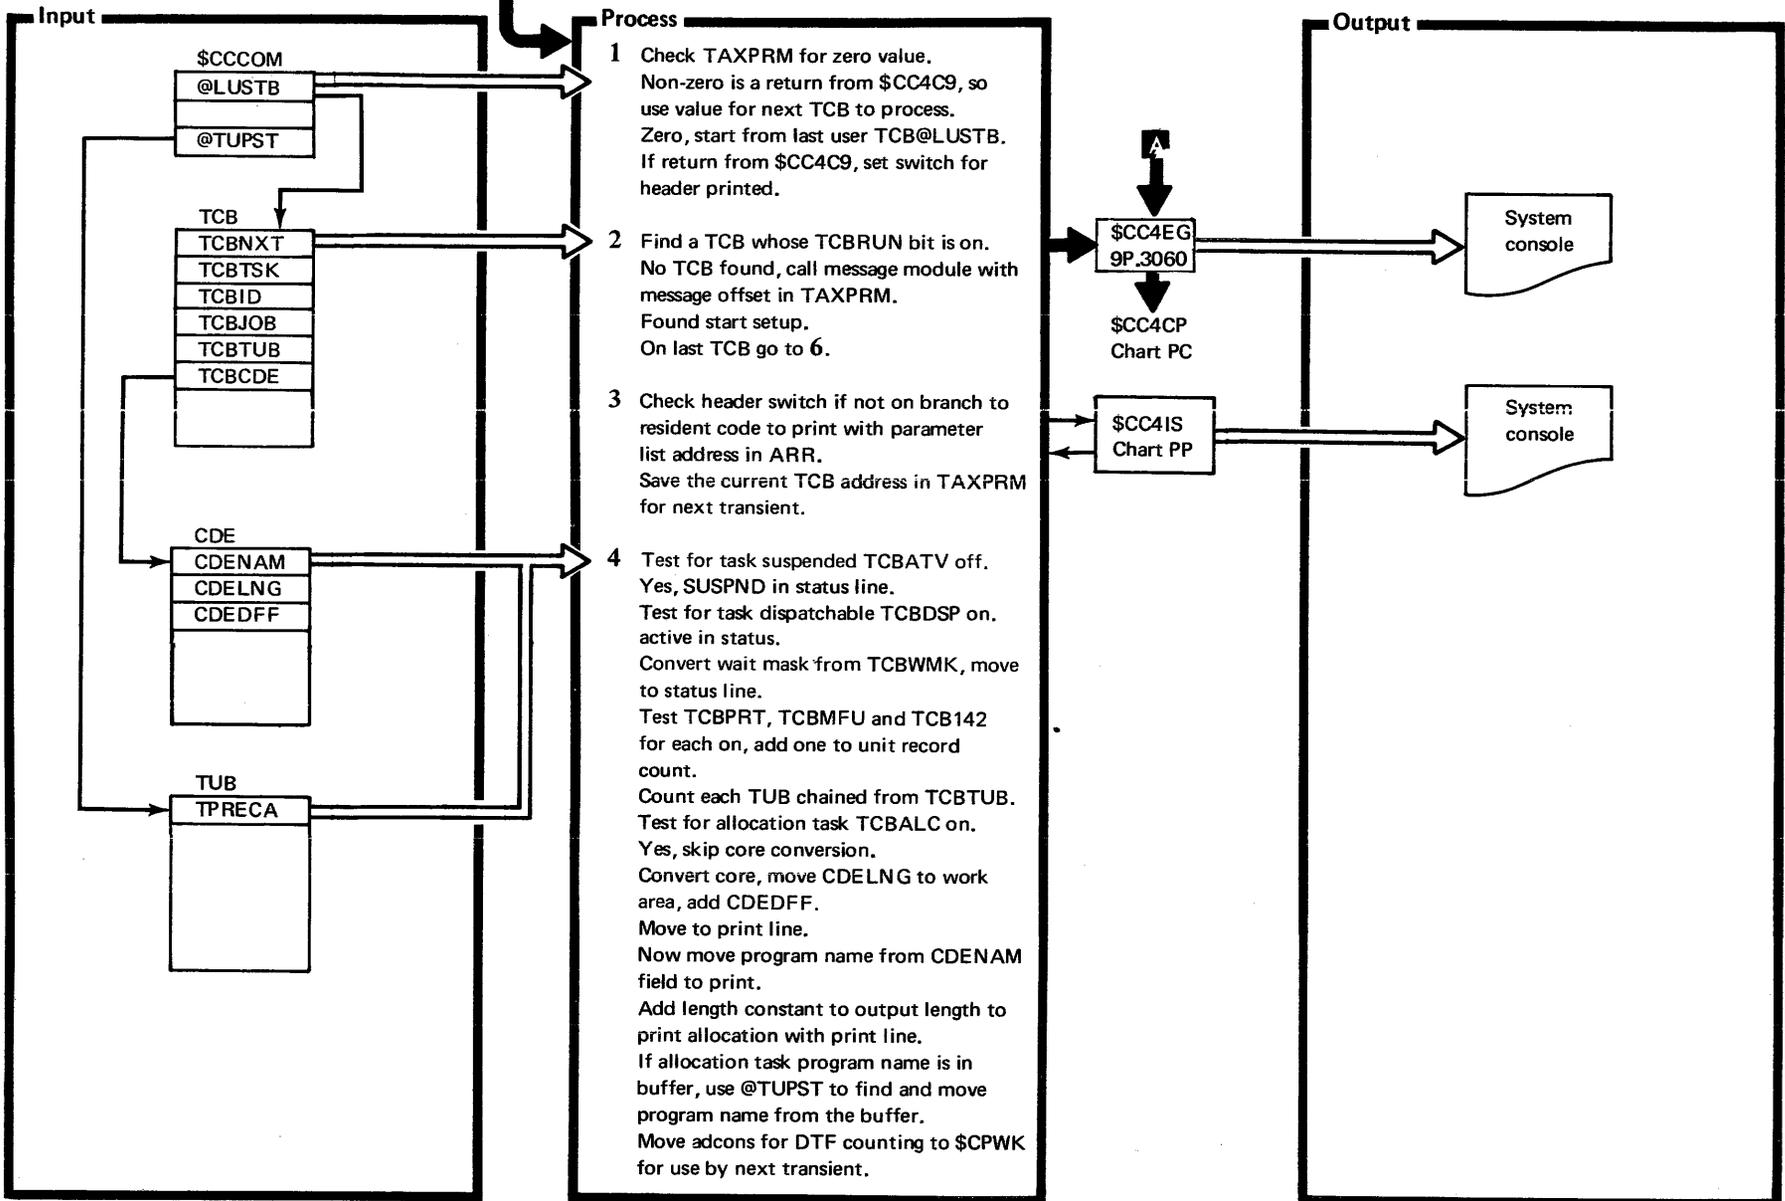 Input
$CCCOM
@LUSTB
@TUPST
TCB
TCBNXT
TCBTSK
TCBID
TCBJOB
TCBTUB
TCBCDE
CDE
CDENAM
CDELNG
CDEDFF
TUB
TPRECA
Process
1 Check TAXPRM for zero value.
Non-zero is a return from $CC4C9, so
use value for next TCB to process.
Zero, start from last user TCB@LUSTB.
If return from $CC4C9, set switch for
header printed.
2 Find a TCB whose TCBRUN bit is on.
No TCB found, call message module with
message offset in TAXPRM.
Found start setup.
On last TCB go to 6.
3 Check header switch if not on branch to
resident code to print with parameter
list address in ARR.
Save the current TCB address in TAXPRM
for next transient.
4 Test for task suspended TCBATV off.
Yes, SUSPND in status line.
Test for task dispatchable TCBDSP on.
active in status.
Convert wait mask from TCBWMK, move
to status line.
Test TCBPRT, TCBMFU and TCB142
for each on, add one to unit record
count.
Count each TUB chained from TCBTUB.
Test for allocation task TCBALC on.
Yes, skip core conversion.
Convert core, move CDELNG to work
area, add CDEDFF.
Move to print line.
Now move program name from CDENAM
field to print.
Add length constant to output length to
print allocation with print line.
If allocation task program name is in
buffer, use @TUPST to find and move
program name from the buffer.
Move adcons for DTF counting to $CPWK
for use by next transient.
A
$CC4EG
9P.3060
$CC4CP
Chart PC
$CC4IS
Chart PP
Output
System
console
System
console